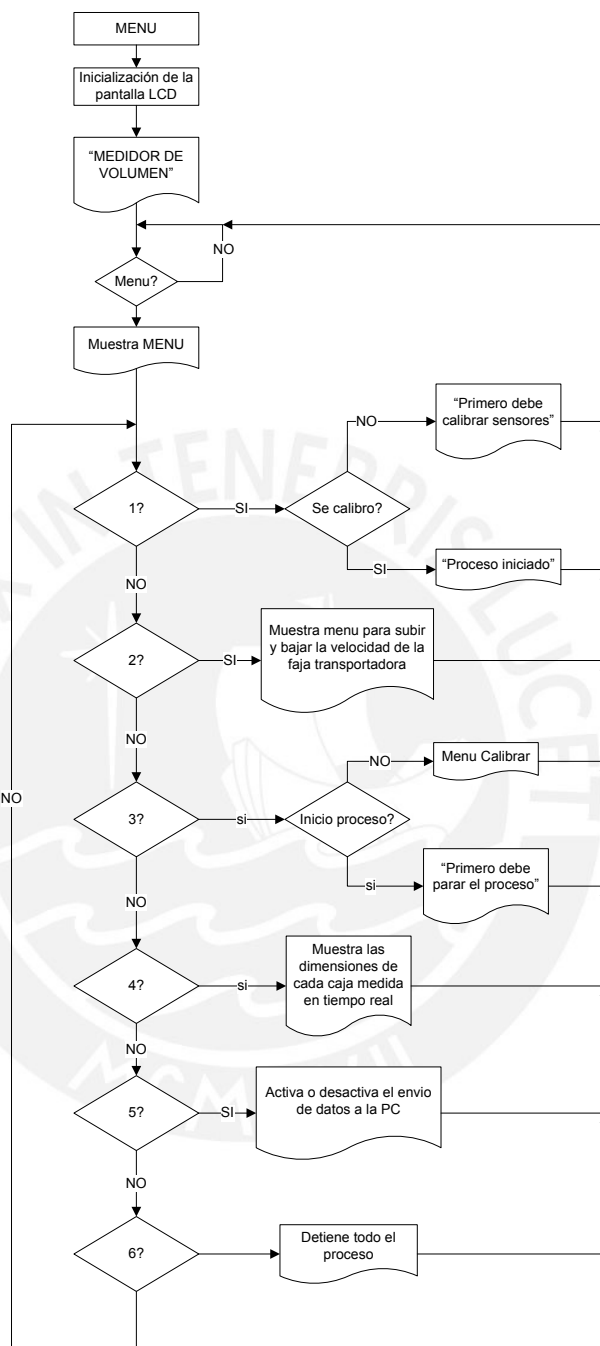 MENU
Inicialización de la
pantalla LCD
“MEDIDOR DE
VOLUMEN”
NO
Menu?
Muestra MENU
“Primero debe
calibrar sensores”
NO
1?
SI
Se calibro?
SI
“Proceso iniciado”
NO
Muestra menu para subir
y bajar la velocidad de la
faja transportadora
2?
SI
NO
NO
Menu Calibrar
NO
3?
si
Inicio proceso?
si
“Primero debe
parar el proceso”
NO
Muestra las
dimensiones de
cada caja medida
en tiempo real
4?
si
NO
Activa o desactiva el envio
de datos a la PC
5?
SI
NO
Detiene todo el
proceso
6?
IN TENEBRIS LUCET